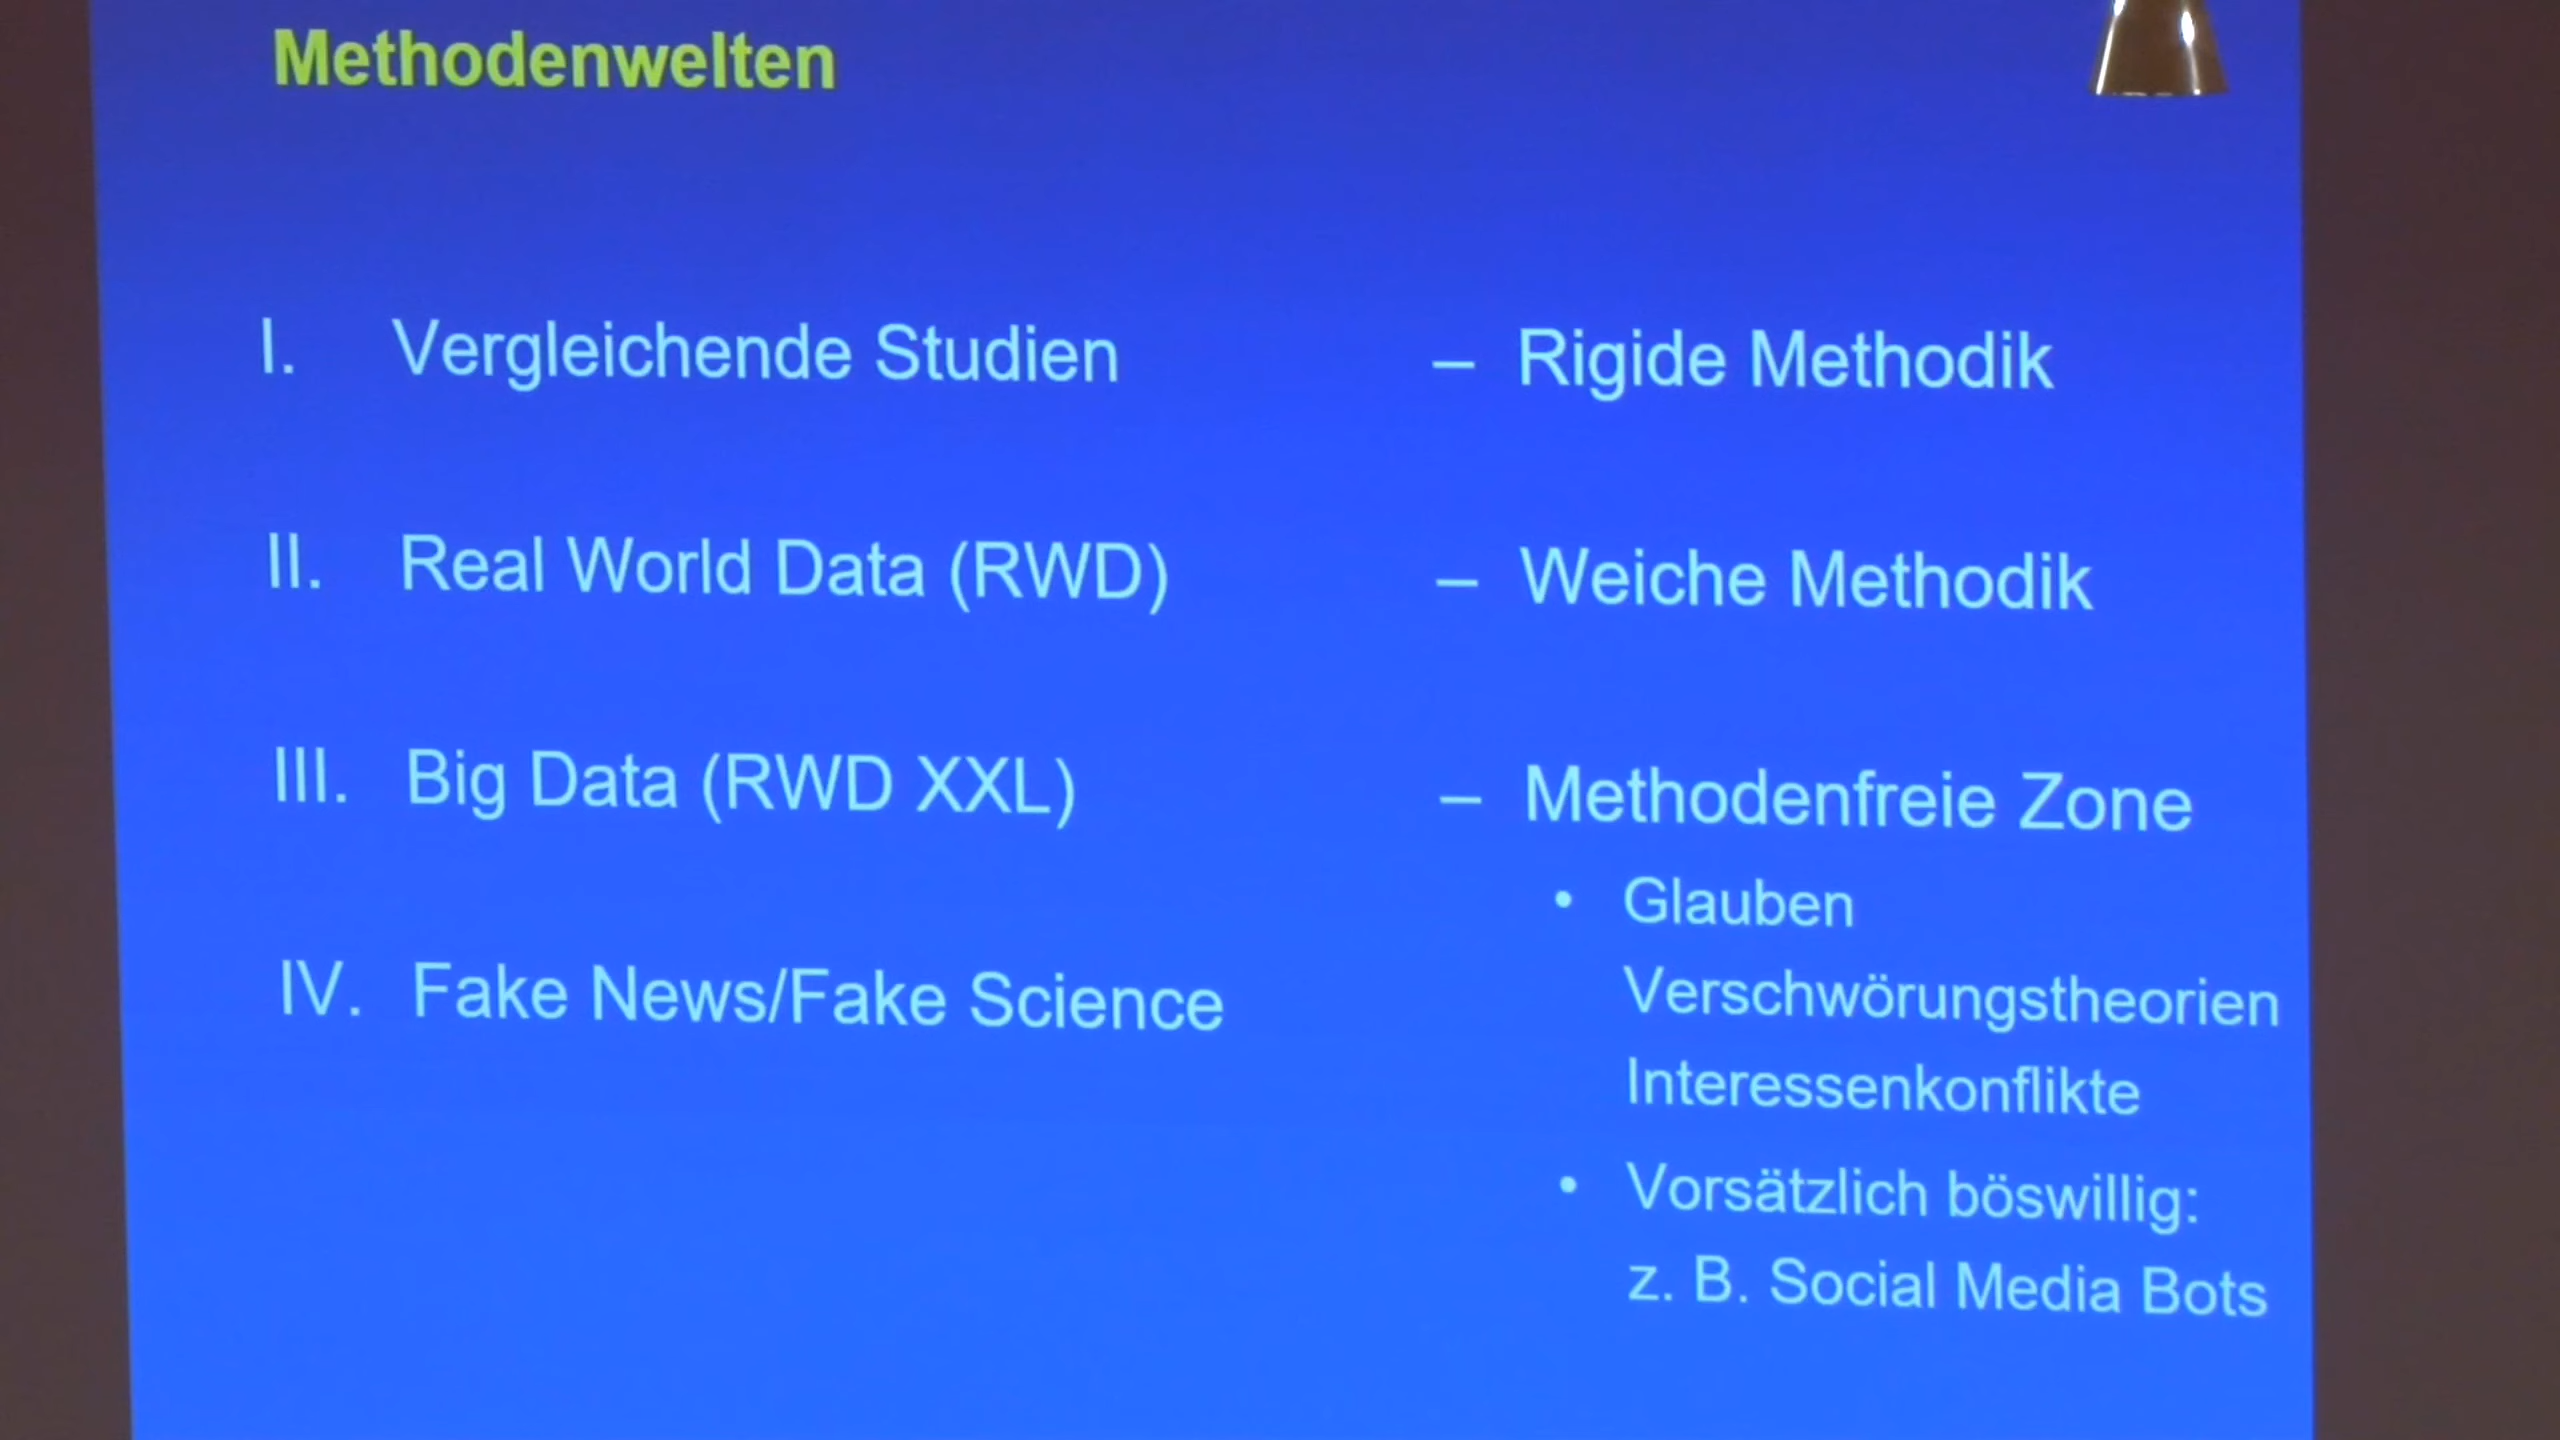 Methodenwelten
I. Vergleichende Studien – Rigide Methodik
II. Real World Data (RWD) – Weiche Methodik
III. Big Data (RWD XXL) – Methodenfreie Zone
• Glauben
Verschwörungstheorien
IV. Fake News/Fake Science
Interessenkonflikte
• Vorsätzlich böswillig:
z. B. Social Media Bots